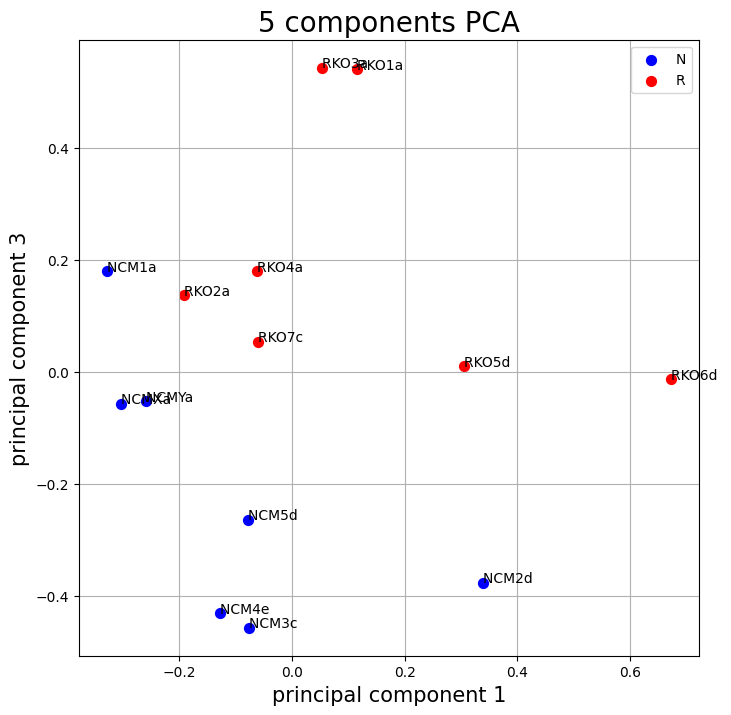 5 components PCA
N
R
RKO3a
RKO1a
NCM1a
RKO4a
RKO2a
RKO7c
RKO5d
RKO6d
NCMXa
NCMYa
NCM5d
NCM2d
NCM4e
NCM3c
0.4
0.2
0.0
−0.2
−0.4
principal component 3
−0.2
0.0
0.2
0.4
0.6
principal component 1